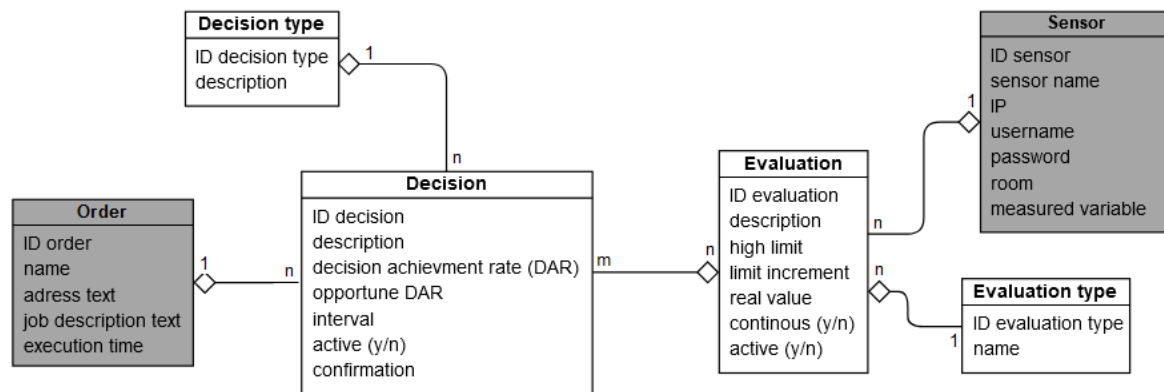 Decision type
ID decision type
description
1
n
Sensor
ID sensor
sensor name
IP
username
password
room
measured variable
1
n
Order
ID order
name
adress text
job description text
execution time
1
n
Decision
ID decision
description
decision achievment rate (DAR)
opportune DAR
interval
active (y/n)
confirmation
m
n
Evaluation
ID evaluation
description
high limit
limit increment
real value
continous (y/n)
active (y/n)
n
1
Evaluation type
ID evaluation type
name